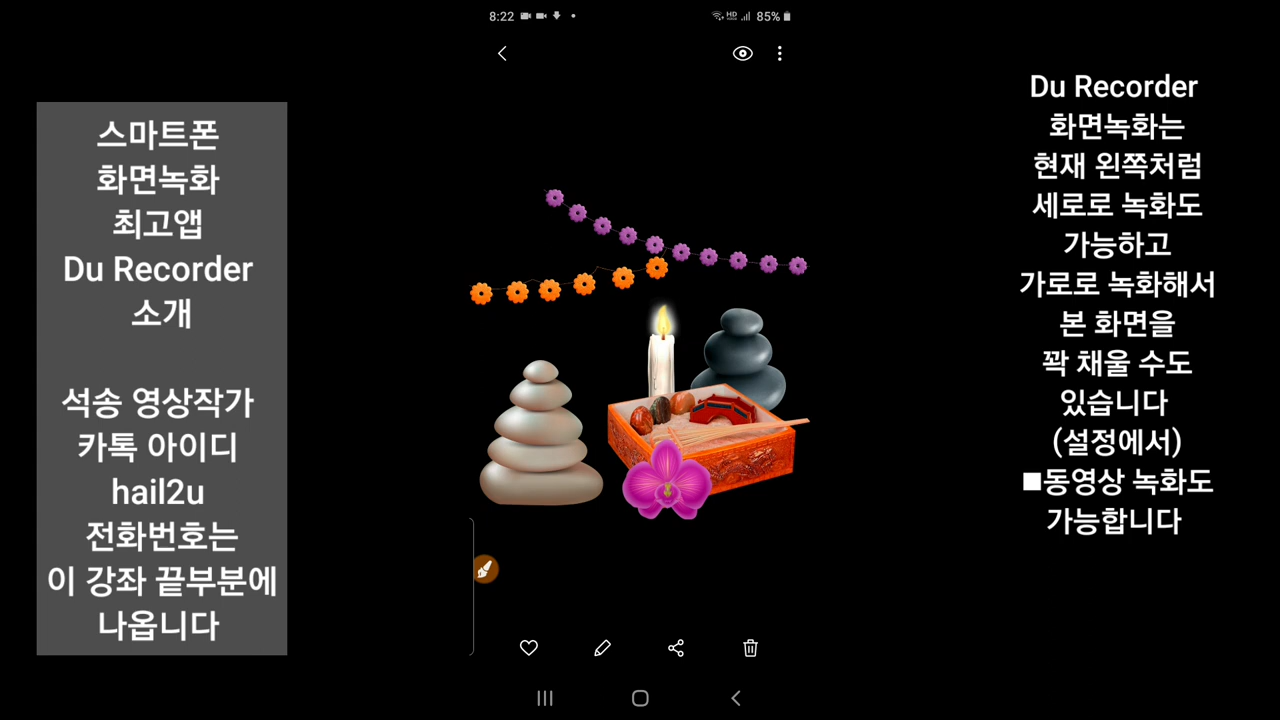 8:22
HD
85%
스마트폰
화면녹화
최고앱
Du Recorder
소개
석송 영상작가
카톡 아이디
hail2u
전화번호는
이 강좌 끝부분에
나옵니다
Du Recorder
화면녹화는
현재 왼쪽처럼
세로로 녹화도
가능하고
가로로 녹화해서
본 화면을
꽉 채울 수도
있습니다
(설정에서)
■동영상 녹화도
가능합니다